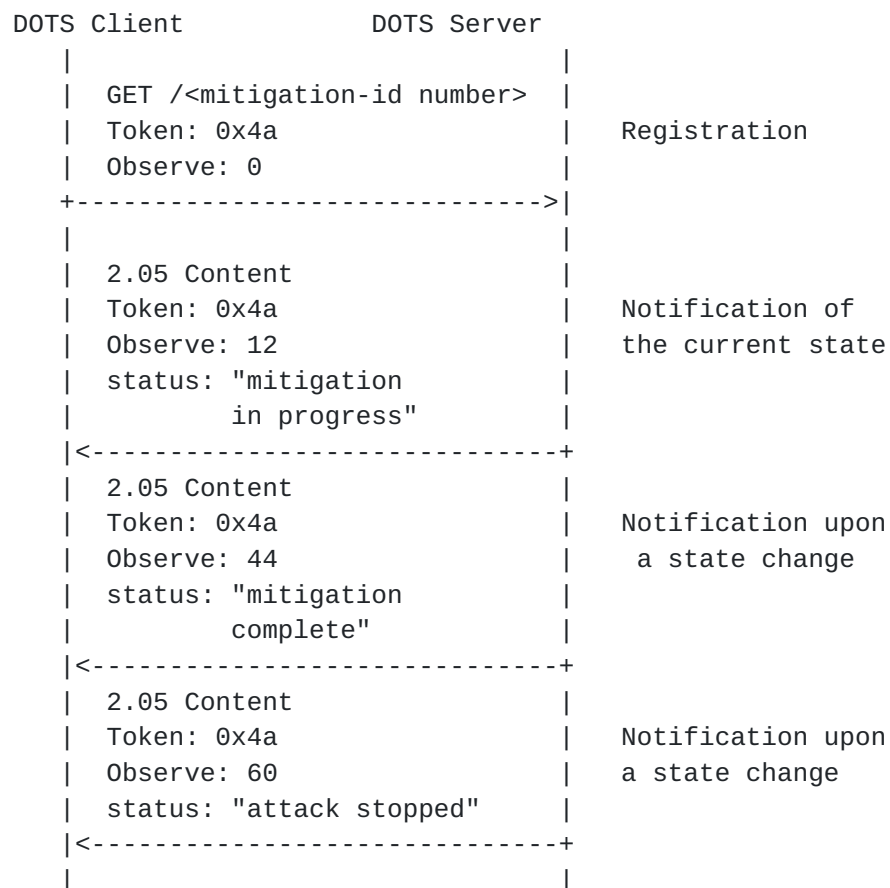 DOTS Client            DOTS Server
|                                |
|  GET /<mitigation-id number>  |
|  Token: 0x4a                   |   Registration
|  Observe: 0                    |
+------------------------------>|
|                                |
|  2.05 Content                  |
|  Token: 0x4a                   |   Notification of
|  Observe: 12                   |   the current state
|  status: "mitigation           |
|          in progress"          |
|<------------------------------+
|  2.05 Content                  |
|  Token: 0x4a                   |   Notification upon
|  Observe: 44                   |    a state change
|  status: "mitigation           |
|          complete"             |
|<------------------------------+
|  2.05 Content                  |
|  Token: 0x4a                   |   Notification upon
|  Observe: 60                   |   a state change
|  status: "attack stopped"      |
|<------------------------------+
|                                |